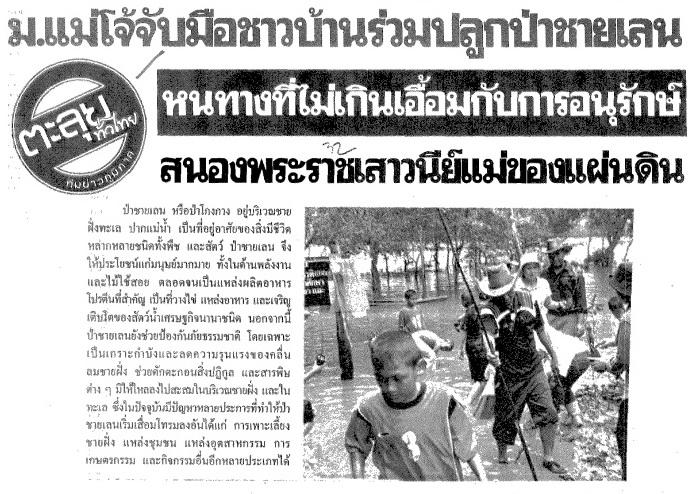 ม.แม่โจ้จับมือชาวบ้านร่วมปลูกป่าชายเลน
ตะลุย
ทั่วไทย
ทีมข่าวภูมิภาค
หนทางที่ไม่เกินเอื้อมกับการอนุรักษ์
สนองพระราชเสาวนีย์แม่ของแผ่นดิน
32
ป่าชายเลน หรือป่าโกงกาง อยู่บริเวณชาย
ฝั่งทะเล ปากแม่น้ำ เป็นที่อยู่อาศัยของสิ่งมีชีวิต
หลากหลายชนิดทั้งพืช และสัตว์ ป่าชายเลน จึง
ให้ประโยชน์แก่มนุษย์มากมาย ทั้งในด้านพลังงาน
และไม้ใช้สอย ตลอดจนเป็นแหล่งผลิตอาหาร
โปรตีนที่สำคัญ เป็นที่วางไข่ แหล่งอาหาร และเจริญ
เติบโตของสัตว์น้ำเศรษฐกิจนานาชนิด นอกจากนี้
ป่าชายเลนยังช่วยป้องกันภัยธรรมชาติ โดยเฉพาะ
เป็นเกราะกำบังและลดความรุนแรงของคลื่น
ลมชายฝั่ง ช่วยดักตะกอนสิ่งปฏิกูล และสารพิษ
ต่าง ๆ มิให้ไหลลงไปสะสมในบริเวณชายฝั่ง และใน
ทะเล ซึ่งในปัจจุบันมีปัญหาหลายประการที่ทำให้ป่า
ชายเลนเริ่มเสื่อมโทรมลงอันได้แก่ การเพาะเลี้ยง
ชายฝั่ง แหล่งชุมชน แหล่งอุตสาหกรรม การ
เกษตรกรรม และกิจกรรมอื่นอีกหลายประเภทได้